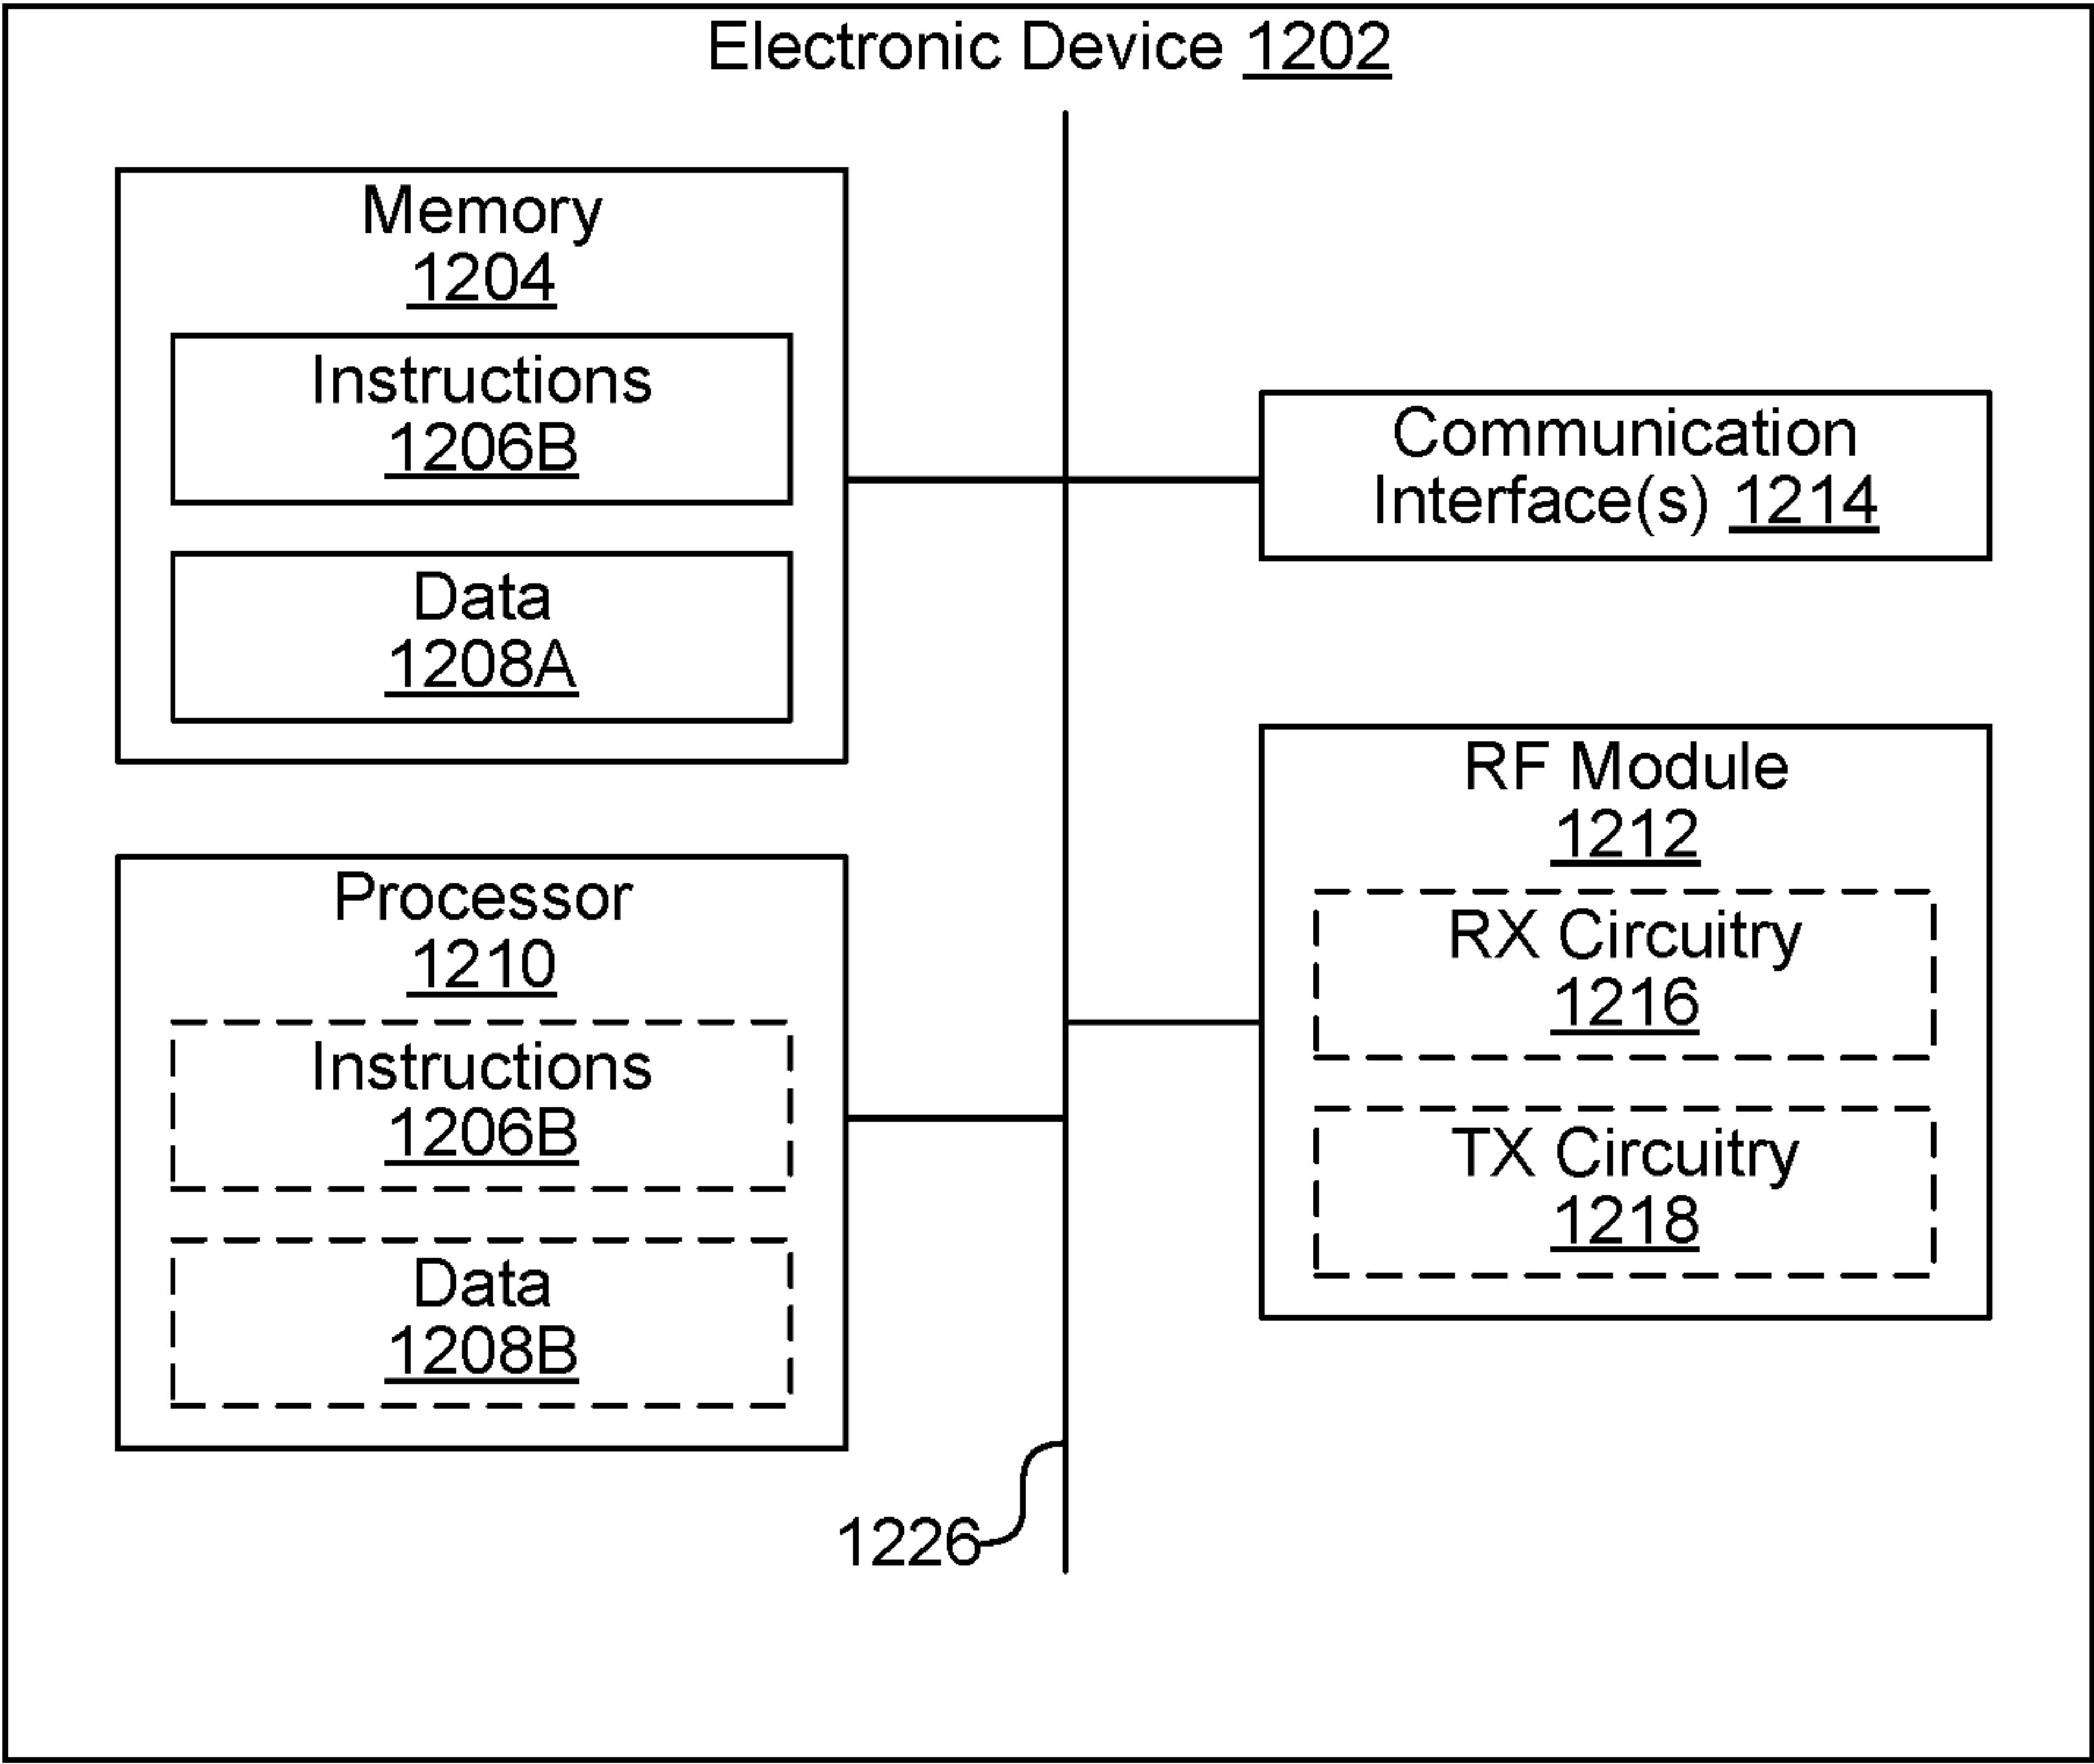 Electronic Device 1202
Memory
1204
Instructions
1206B
Data
1208A
Processor
1210
Instructions
1206B
Data
1208B
Communication
Interface(s) 1214
RF Module
1212
RX Circuitry
1216
TX Circuitry
1218
1226